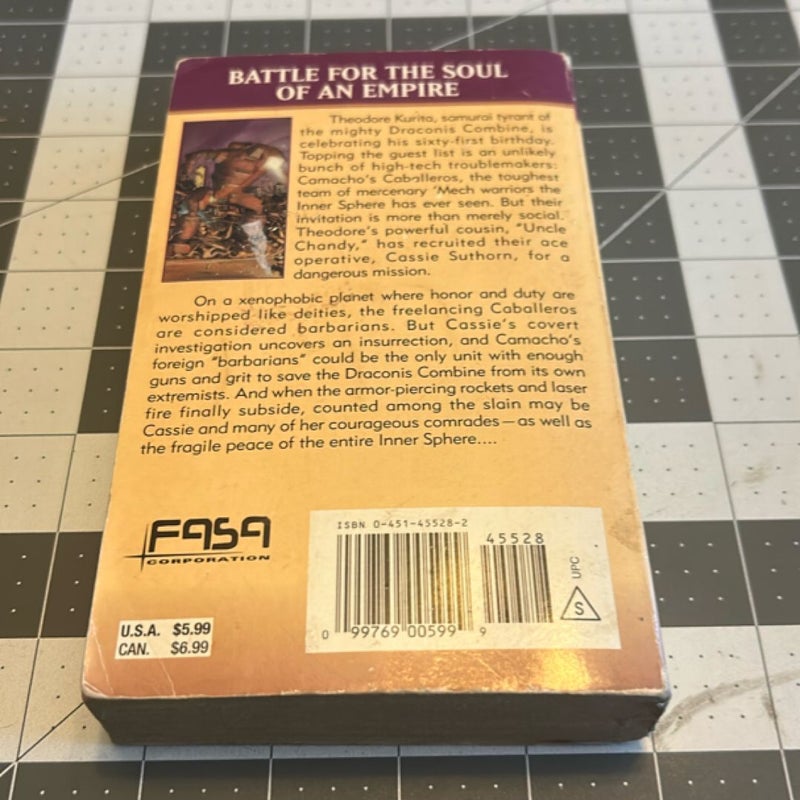 BATTLE FOR THE SOUL
OF AN EMPIRE
Theodore Kurita, samurai tyrant of
the mighty Draconis Combine, is
celebrating his sixty-first birthday.
Topping the guest list is an unlikely
bunch of high-tech troublemakers:
Camacho's Caballeros, the toughest
team of mercenary 'Mech warriors the
Inner Sphere has ever seen. But their
invitation is more than merely social.
Theodore's powerful cousin, "Uncle
Chandy," has recruited their ace
operative, Cassie Suthorn, for a
dangerous mission.
On a xenophobic planet where honor and duty are
worshipped like deities, the freelancing Caballeros
are considered barbarians. But Cassie's covert
investigation uncovers an insurrection, and Camacho's
foreign "barbarians" could be the only unit with enough
guns and grit to save the Draconis Combine from its own
extremists. And when the armor-piercing rockets and laser
fire finally subside, counted among the slain may be
Cassie and many of her courageous comrades—as well as
the fragile peace of the entire Inner Sphere....
FASA
CORPORATION
U.S.A. $5.99
CAN. $6.99
ISBN 0-451-45528-2
45528
0 99769 00599 9
UPC
S